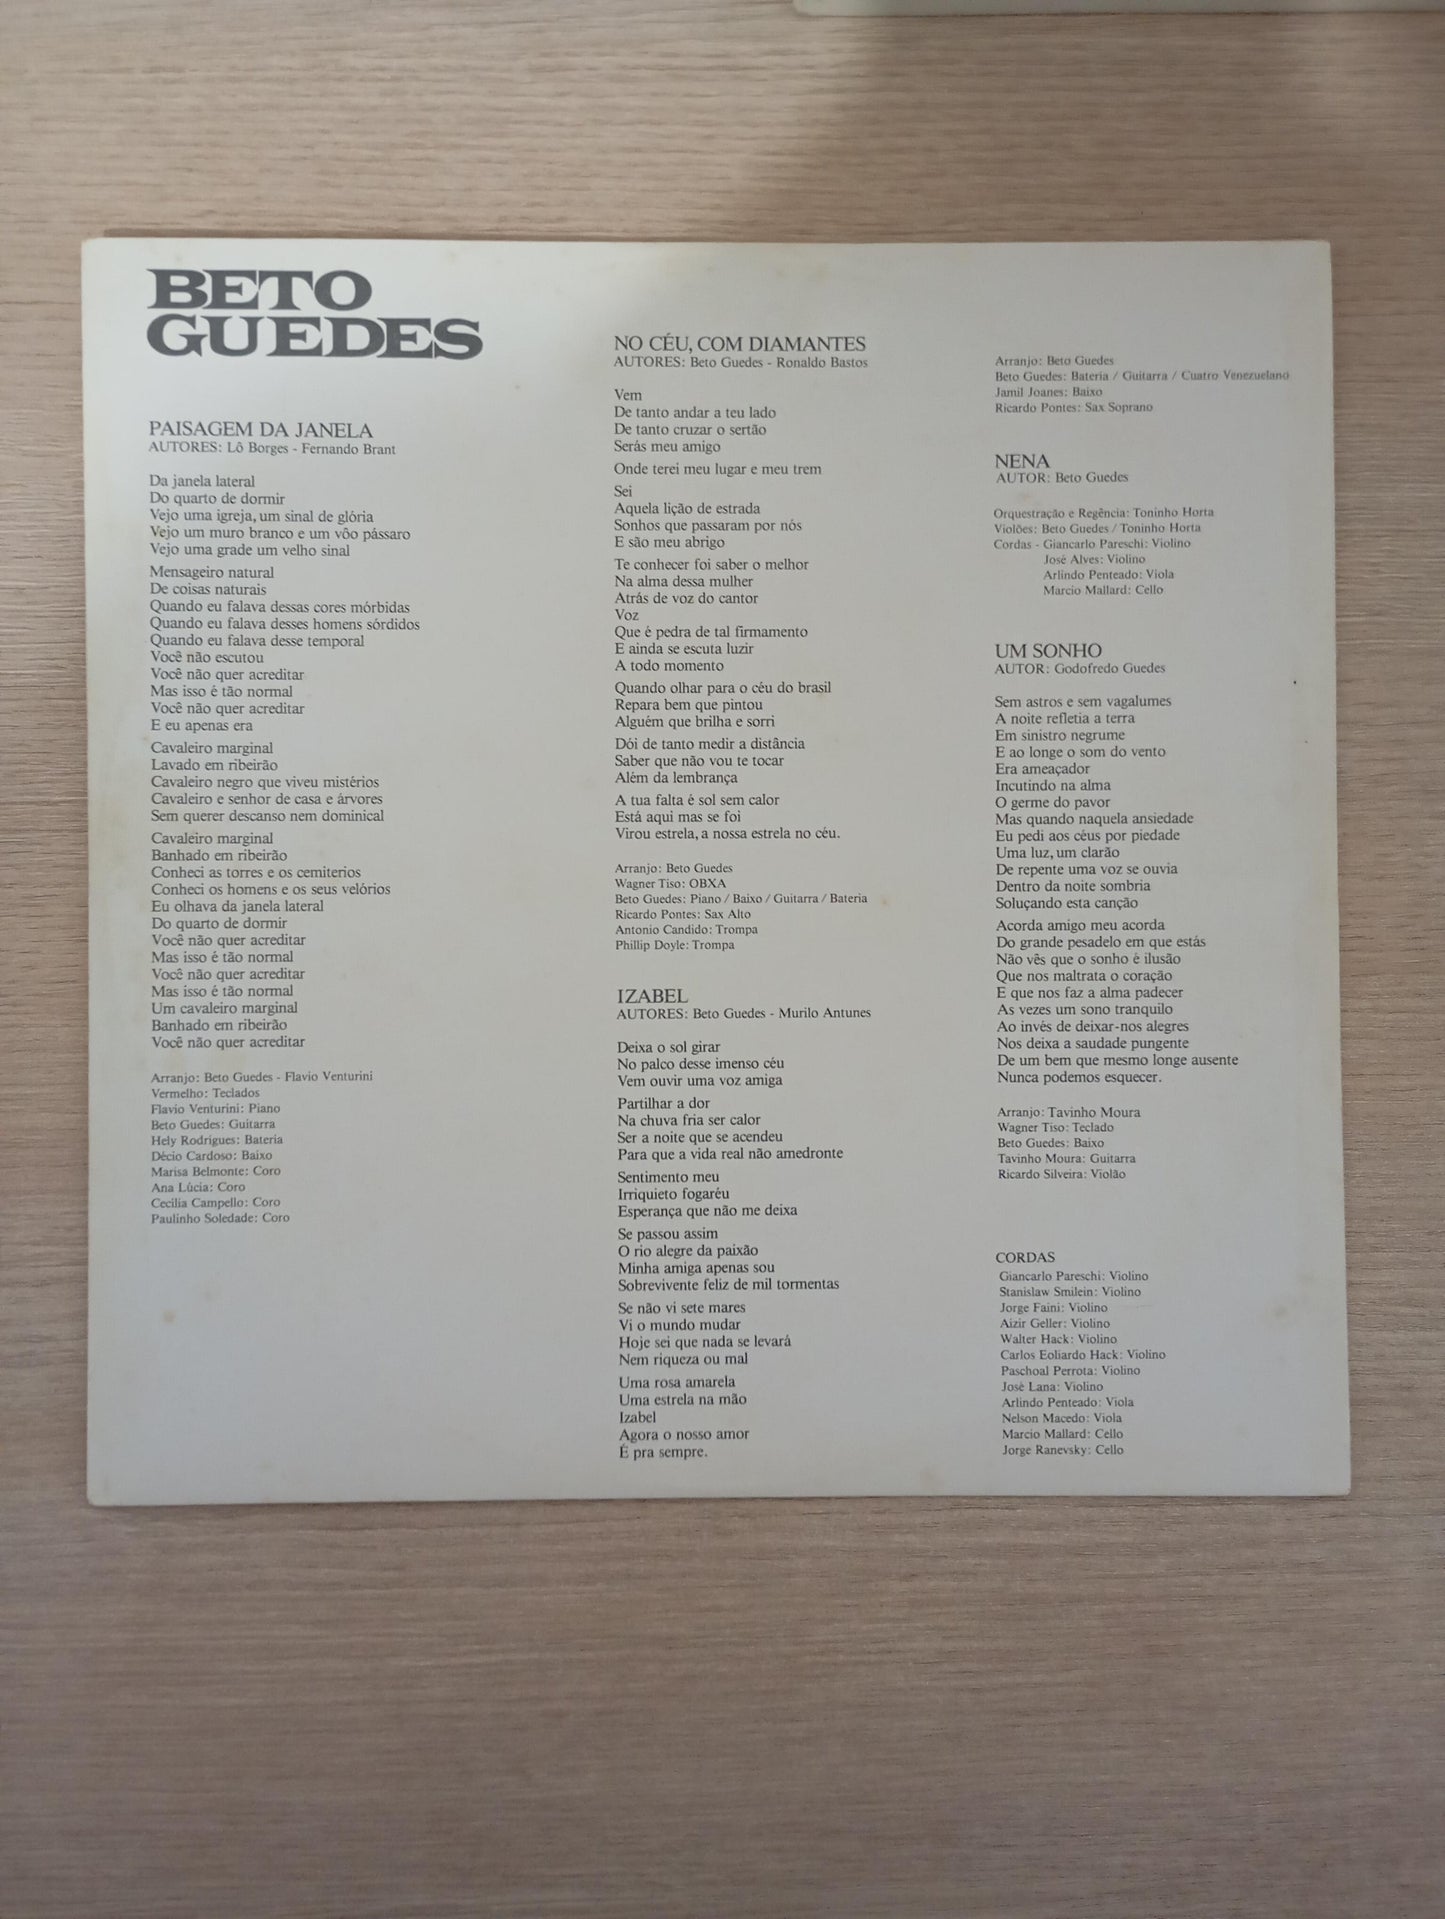 BETO
GUEDES
PAISAGEM DA JANELA
AUTORES: Lô Borges - Fernando Brant
Da janela lateral
Do quarto de dormir
Vejo uma igreja, um sinal de glória
Vejo um muro branco e um vôo pássaro
Vejo uma grade um velho sinal
Mensageiro natural
De coisas naturais
Quando eu falava dessas cores mórbidas
Quando eu falava desses homens sórdidos
Quando eu falava desse temporal
Você não escutou
Você não quer acreditar
Mas isso é tão normal
Você não quer acreditar
E eu apenas era
Cavaleiro marginal
Lavado em ribeirão
Cavaleiro negro que viveu mistérios
Cavaleiro e senhor de casa e árvores
Sem querer descanso nem dominical
Cavaleiro marginal
Banhado em ribeirão
Conheci as torres e os cemiterios
Conheci os homens e os seus velórios
Eu olhava da janela lateral
Do quarto de dormir
Você não quer acreditar
Mas isso é tão normal
Você não quer acreditar
Mas isso é tão normal
Um cavaleiro marginal
Banhado em ribeirão
Você não quer acreditar
Arranjo: Beto Guedes - Flavio Venturini
Vermelho: Teclados
Flavio Venturini: Piano
Beto Guedes: Guitarra
Hely Rodrigues: Bateria
Décio Cardoso: Baixo
Marisa Belmonte: Coro
Ana Lúcia: Coro
Cecília Campello: Coro
Paulinho Soledade: Coro
NO CÉU, COM DIAMANTES
AUTORES: Beto Guedes - Ronaldo Bastos
Vem
De tanto andar a teu lado
De tanto cruzar o sertão
Serás meu amigo
Onde terei meu lugar e meu trem
Sei
Aquela lição de estrada
Sonhos que passaram por nós
E são meu abrigo
Te conhecer foi saber o melhor
Na alma dessa mulher
Atrás de voz do cantor
Voz
Que é pedra de tal firmamento
E ainda se escuta luzir
A todo momento
Quando olhar para o céu do brasil
Repara bem que pintou
Alguém que brilha e sorri
Dói de tanto medir a distância
Saber que não vou te tocar
Além da lembrança
A tua falta é sol sem calor
Está aqui mas se foi
Virou estrela, a nossa estrela no céu.
Arranjo: Beto Guedes
Wagner Tiso: OBXA
Beto Guedes: Piano / Baixo / Guitarra / Bateria
Ricardo Pontes: Sax Alto
Antonio Candido: Trompa
Phillip Doyle: Trompa
IZABEL
AUTORES: Beto Guedes - Murilo Antunes
Deixa o sol girar
No palco desse imenso céu
Vem ouvir uma voz amiga
Partilhar a dor
Na chuva fria ser calor
Ser a noite que se acendeu
Para que a vida real não amedronte
Sentimento meu
Irriquieto fogaréu
Esperança que não me deixa
Se passou assim
O rio alegre da paixão
Minha amiga apenas sou
Sobrevivente feliz de mil tormentas
Se não vi sete mares
Vi o mundo mudar
Hoje sei que nada se levará
Nem riqueza ou mal
Uma rosa amarela
Uma estrela na mão
Izabel
Agora o nosso amor
É pra sempre.
Arranjo: Beto Guedes
Beto Guedes: Bateria / Guitarra / Cuatro Venezuelano
Jamil Joanes: Baixo
Ricardo Pontes: Sax Soprano
NENA
AUTOR: Beto Guedes
Orquestração e Regência: Toninho Horta
Violões: Beto Guedes / Toninho Horta
Cordas - Giancarlo Pareschi: Violino
José Alves: Violino
Arlindo Penteado: Viola
Marcio Mallard: Cello
UM SONHO
AUTOR: Godofredo Guedes
Sem astros e sem vagalumes
A noite refletia a terra
Em sinistro negrume
E ao longe o som do vento
Era ameaçador
Incutindo na alma
O germe do pavor
Mas quando naquela ansiedade
Eu pedi aos céus por piedade
Uma luz, um clarão
De repente uma voz se ouvia
Dentro da noite sombria
Soluçando esta canção
Acorda amigo meu acorda
Do grande pesadelo em que estás
Não vês que o sonho é ilusão
Que nos maltrata o coração
E que nos faz a alma padecer
As vezes um sono tranquilo
Ao invés de deixar-nos alegres
Nos deixa a saudade pungente
De um bem que mesmo longe ausente
Nunca podemos esquecer.
Arranjo: Tavinho Moura
Wagner Tiso: Teclado
Beto Guedes: Baixo
Tavinho Moura: Guitarra
Ricardo Silveira: Violão
CORDAS
Giancarlo Pareschi: Violino
Stanislaw Smilein: Violino
Jorge Faini: Violino
Aizir Geller: Violino
Walter Hack: Violino
Carlos Eoliardo Hack: Violino
Paschoal Perrota: Violino
José Lana: Violino
Arlindo Penteado: Viola
Nelson Macedo: Viola
Marcio Mallard: Cello
Jorge Ranevsky: Cello